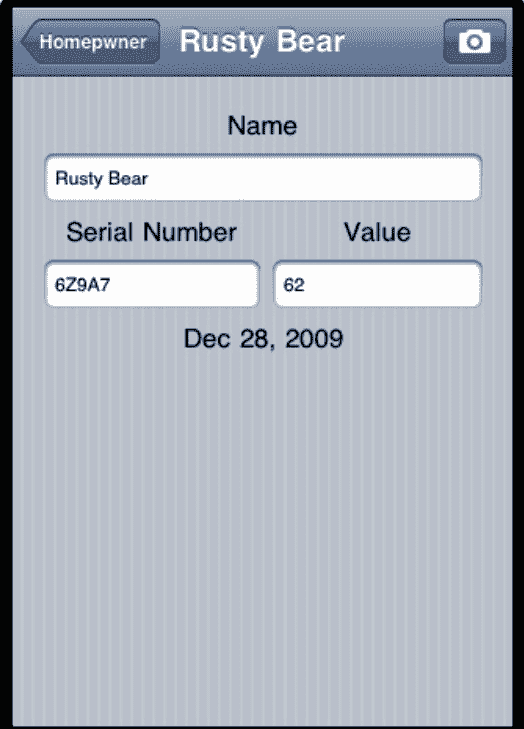 Homepwner Rusty Bear
Name
Rusty Bear
Serial Number Value
6Z9A7 62
Dec 28, 2009